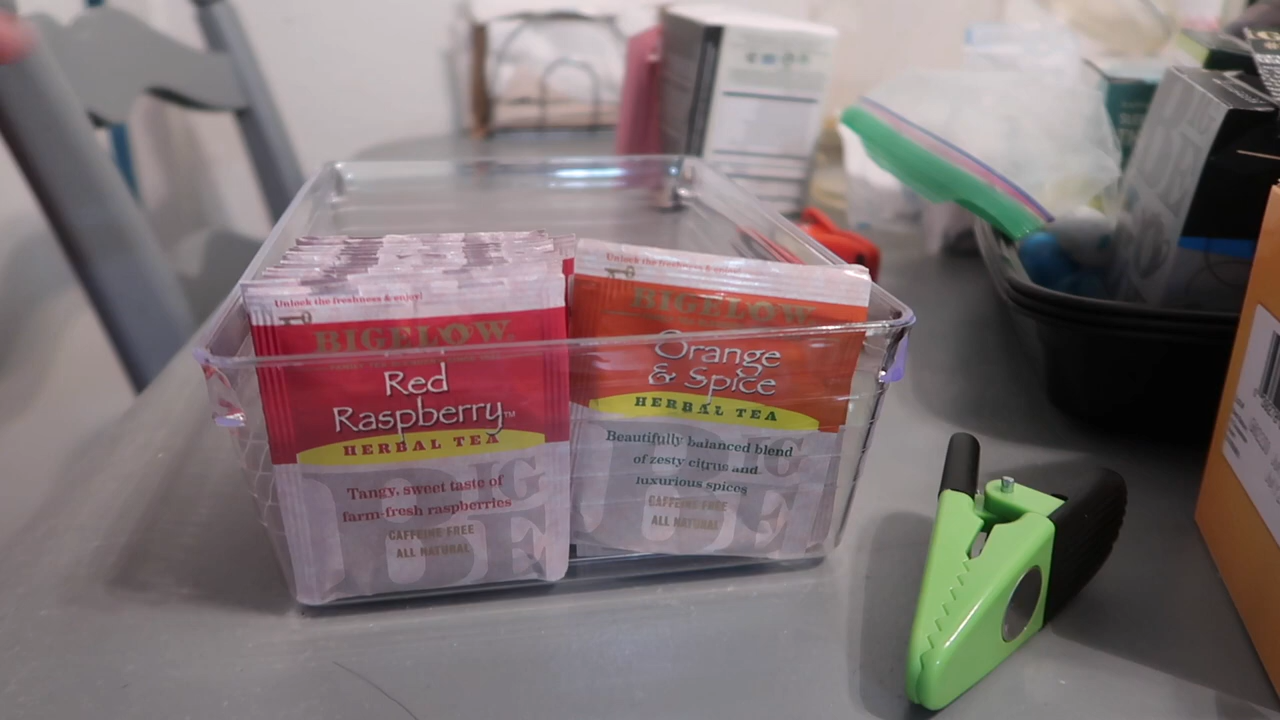 Unlock the freshness & enjoy!
BIGELOW
Red
Raspberry™
HERBAL TEA
Tangy, sweet taste of
farm-fresh raspberries
CAFFEINE FREE
ALL NATURAL
Unlock the freshness & enjoy!
BIGELOW
Orange
& Spice
HERBAL TEA
Beautifully balanced blend
of zesty citrus and
luxurious spices
CAFFEINE FREE
ALL NATURAL